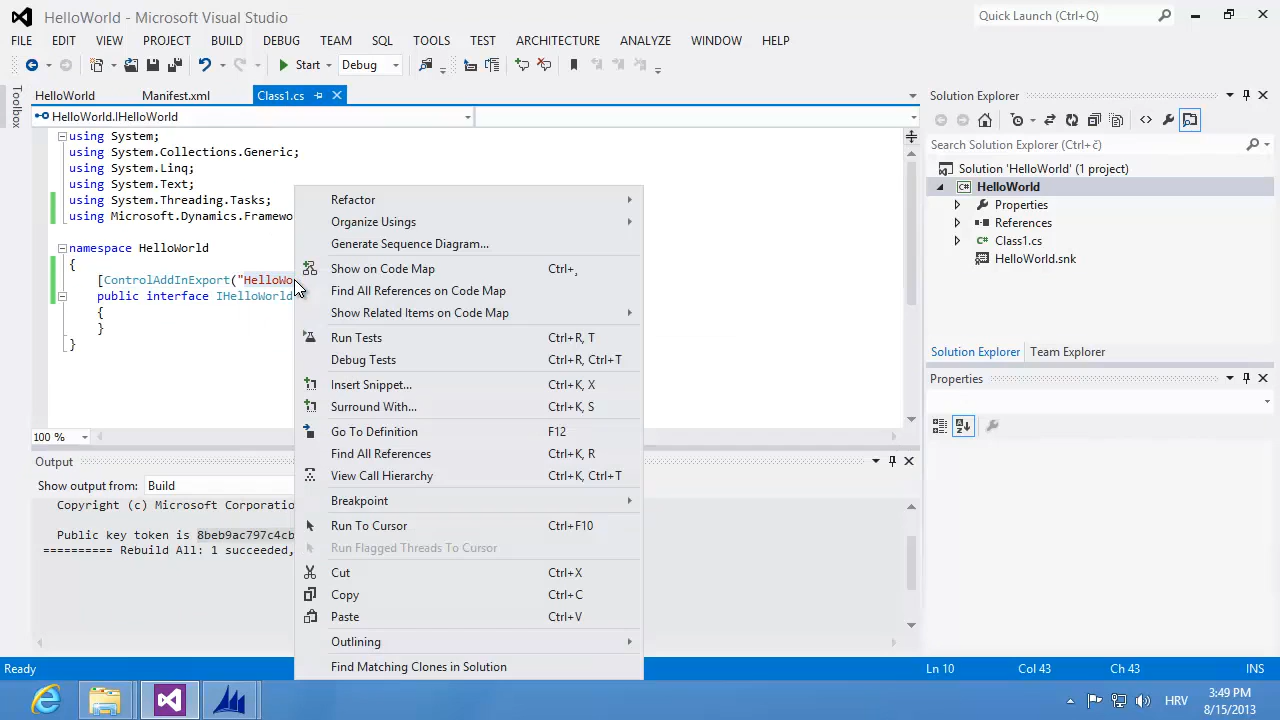 HelloWorld - Microsoft Visual Studio
Quick Launch (Ctrl+Q)
FILE EDIT VIEW PROJECT BUILD DEBUG TEAM SQL TOOLS TEST ARCHITECTURE ANALYZE WINDOW HELP
Start Debug
Toolbox
HelloWorld Manifest.xml Class1.cs
HelloWorld.IHelloWorld
using System;
using System.Collections.Generic;
using System.Linq;
using System.Text;
using System.Threading.Tasks;
using Microsoft.Dynamics.Framewo
namespace HelloWorld
{
[ControlAddInExport("HelloWo
public interface IHelloWorld
{
}
}
100 %
Refactor
Organize Usings
Generate Sequence Diagram...
Show on Code Map Ctrl+,
Find All References on Code Map
Show Related Items on Code Map
Run Tests Ctrl+R, T
Debug Tests Ctrl+R, Ctrl+T
Insert Snippet... Ctrl+K, X
Surround With... Ctrl+K, S
Go To Definition F12
Find All References Ctrl+K, R
View Call Hierarchy Ctrl+K, Ctrl+T
Breakpoint
Run To Cursor Ctrl+F10
Run Flagged Threads To Cursor
Cut Ctrl+X
Copy Ctrl+C
Paste Ctrl+V
Outlining
Find Matching Clones in Solution
Output
Show output from: Build
Copyright (c) Microsoft Corporatio
Public key token is 8beb9ac797c4cb
========== Rebuild All: 1 succeeded,
Solution Explorer
Search Solution Explorer (Ctrl+č)
Solution 'HelloWorld' (1 project)
HelloWorld
Properties
References
Class1.cs
HelloWorld.snk
Solution Explorer Team Explorer
Properties
Ready Ln 10 Col 43 Ch 43 INS
HRV
3:49 PM
8/15/2013